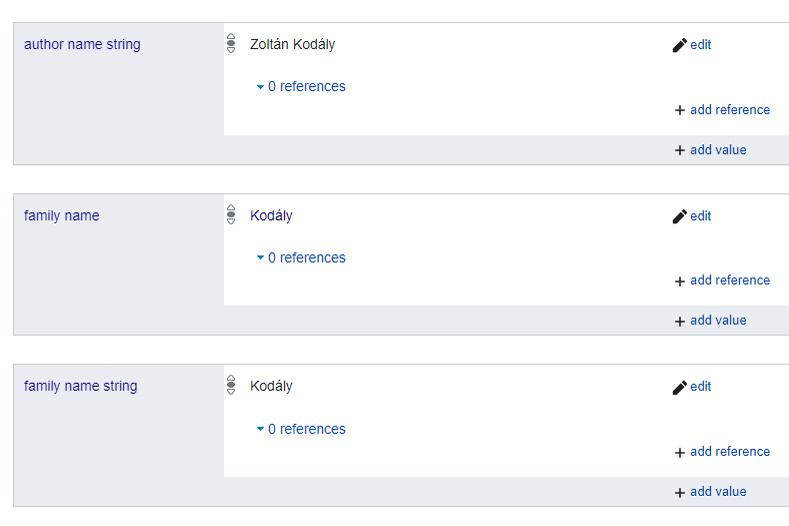 author name string
Zoltán Kodály
edit
0 references
+ add reference
+ add value
family name
Kodály
edit
0 references
+ add reference
+ add value
family name string
Kodály
edit
0 references
+ add reference
+ add value